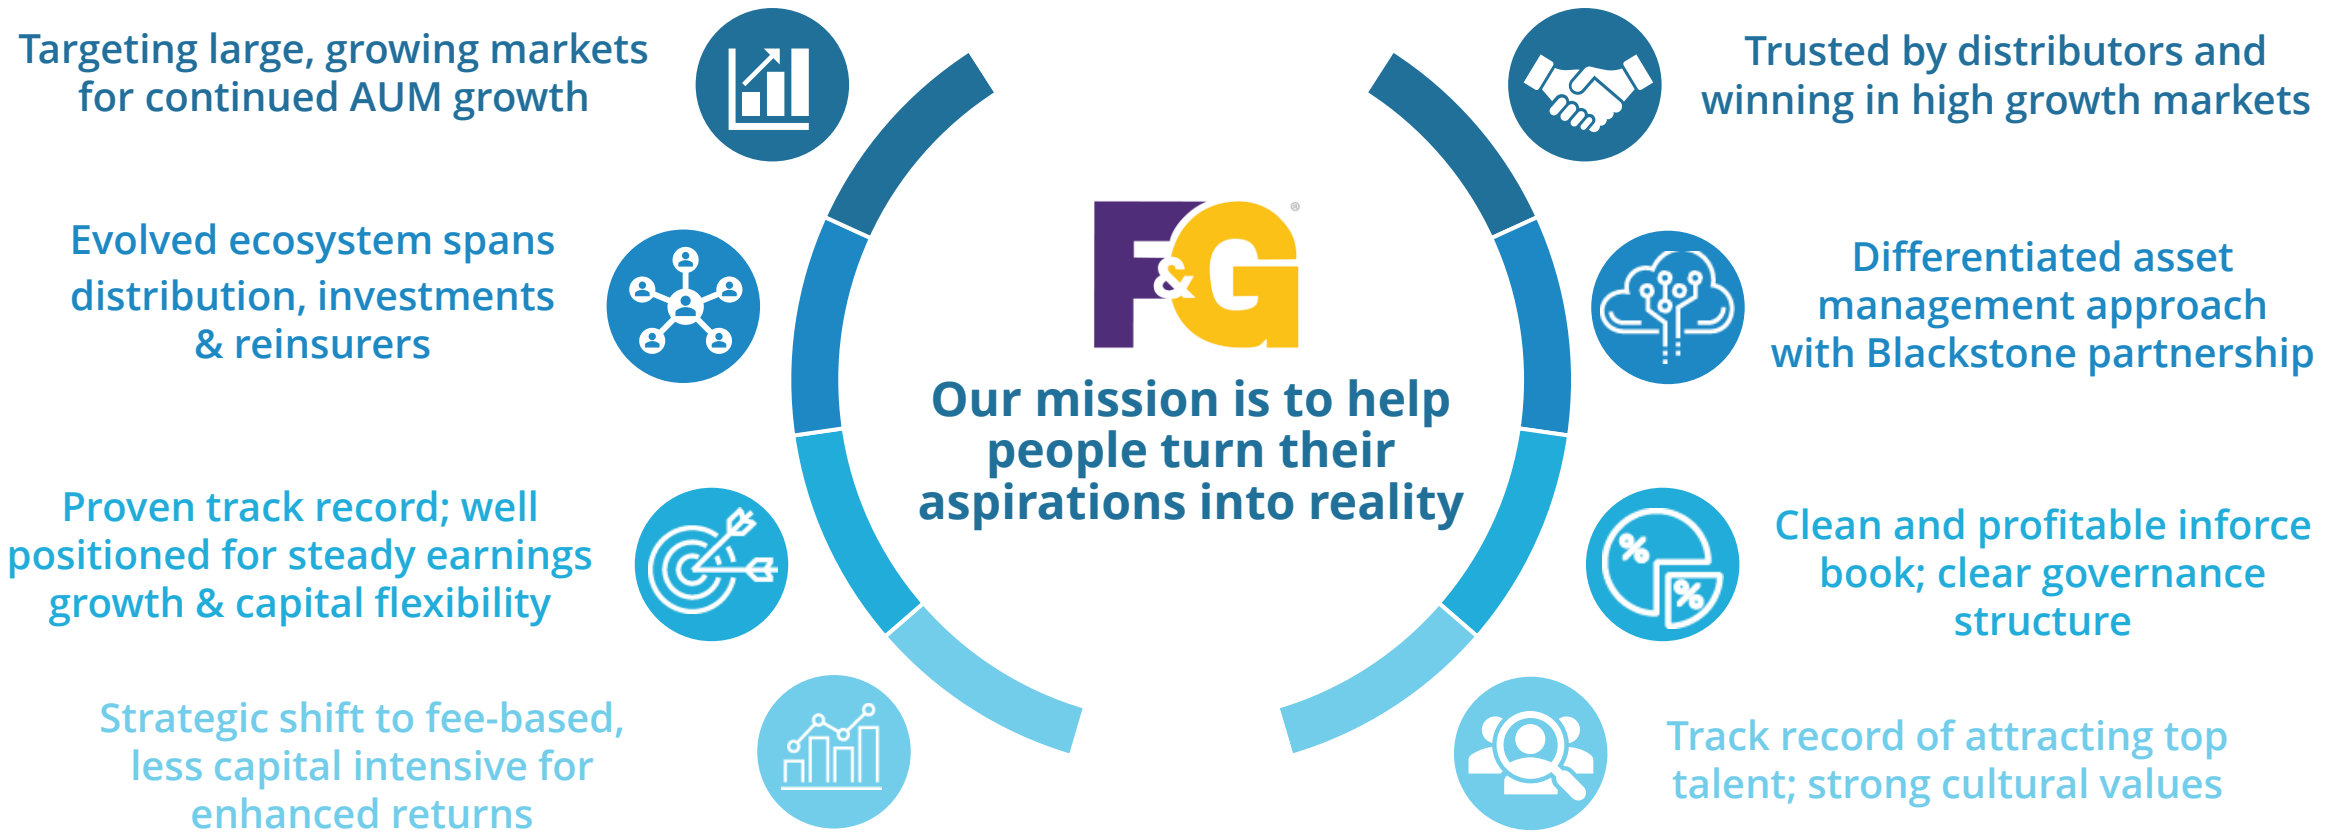 Targeting large, growing markets
for continued AUM growth
Evolved ecosystem spans
distribution, investments
& reinsurers
Proven track record; well
positioned for steady earnings
growth & capital flexibility
Strategic shift to fee-based,
less capital intensive for
enhanced returns
F&G®
Our mission is to help
people turn their
aspirations into reality
Trusted by distributors and
winning in high growth markets
Differentiated asset
management approach
with Blackstone partnership
%
%
Clean and profitable inforce
book; clear governance
structure
Track record of attracting top
talent; strong cultural values